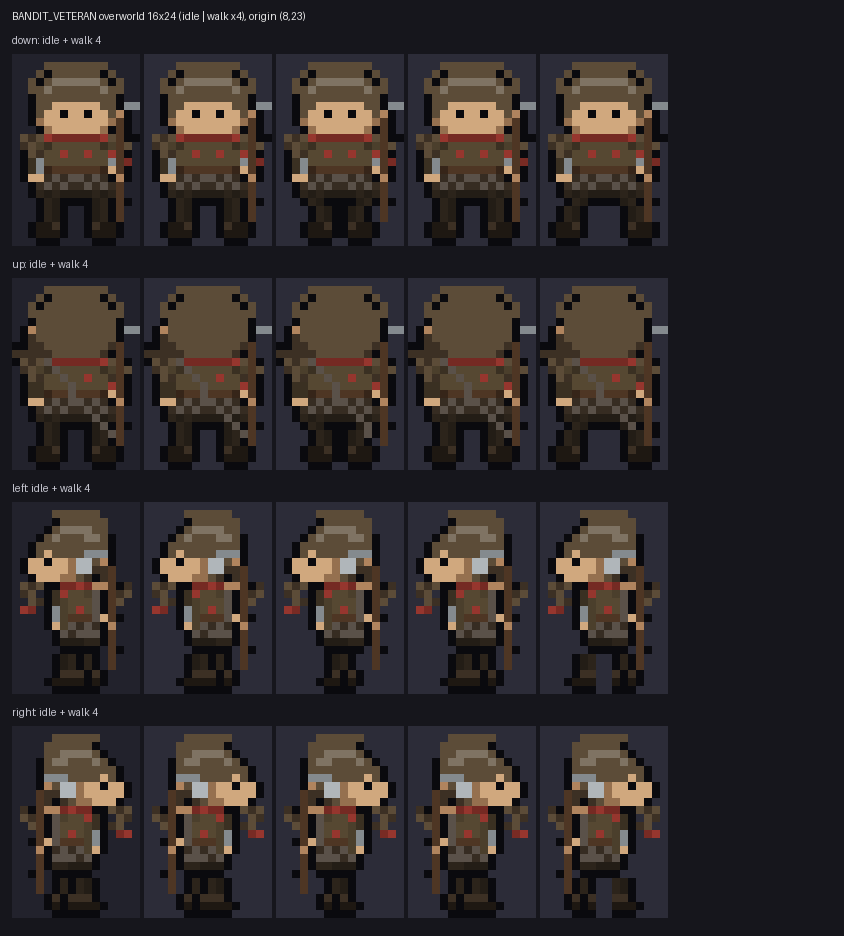 BANDIT_VETERAN overworld 16x24 (idle | walk x4), origin (8,23)
down: idle + walk 4
up: idle + walk 4
left: idle + walk 4
right: idle + walk 4